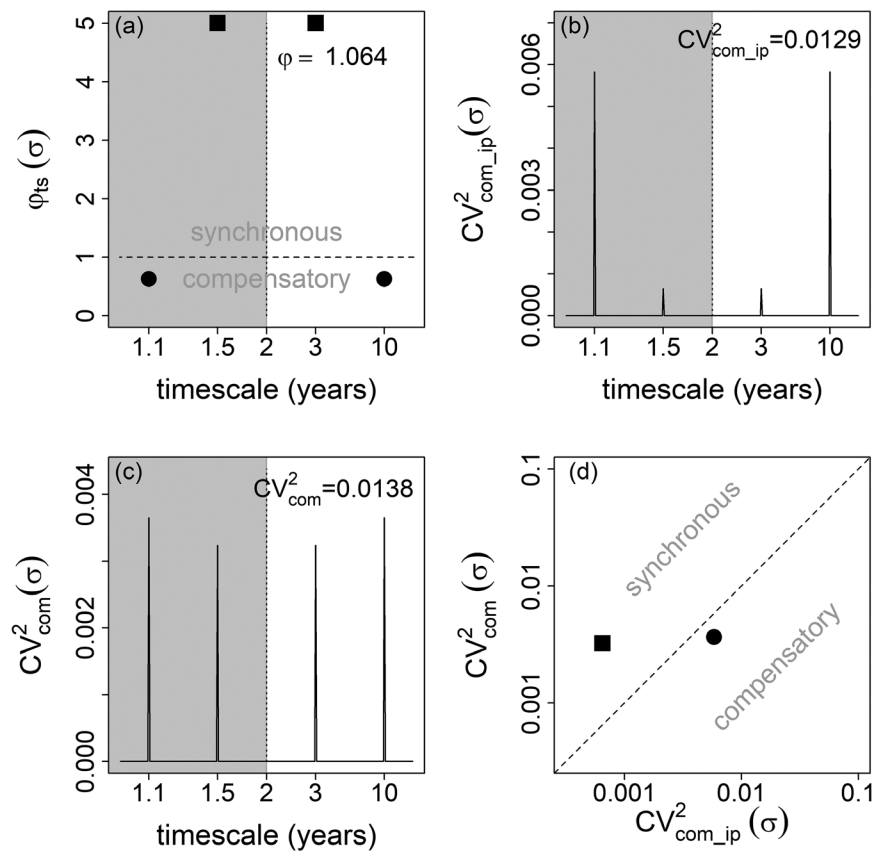 (a)
φ = 1.064
synchronous
compensatory
φts (σ)
0 1 2 3 4 5
1.1 1.5 2 3 10
timescale (years)
(b)
CV²com_ip=0.0129
CV²com_ip(σ)
0.000 0.003 0.006
1.1 1.5 2 3 10
timescale (years)
(c)
CV²com=0.0138
CV²com(σ)
0.000 0.002 0.004
1.1 1.5 2 3 10
timescale (years)
(d)
synchronous
compensatory
CV²com (σ)
0.001 0.01 0.1
0.001 0.01 0.1
CV²com_ip (σ)